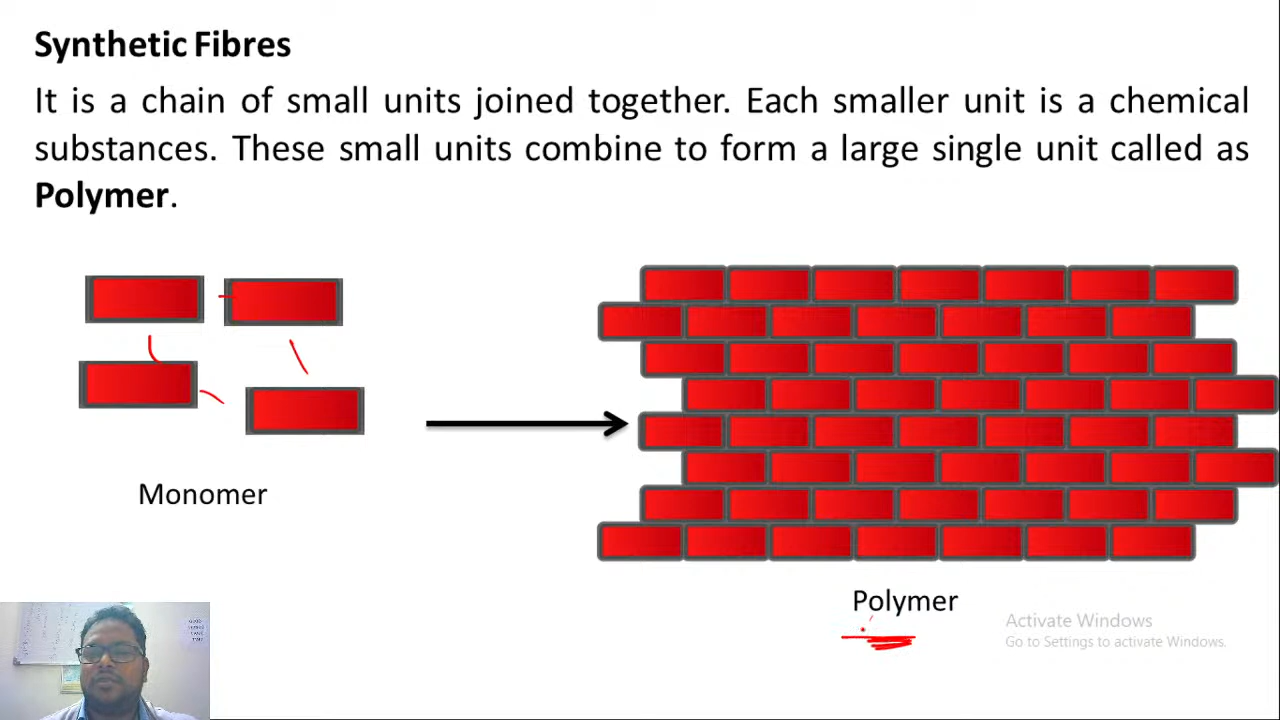 Synthetic Fibres
It is a chain of small units joined together. Each smaller unit is a chemical
substances. These small units combine to form a large single unit called as
Polymer.
Monomer
Polymer
Activate Windows
Go to Settings to activate Windows.